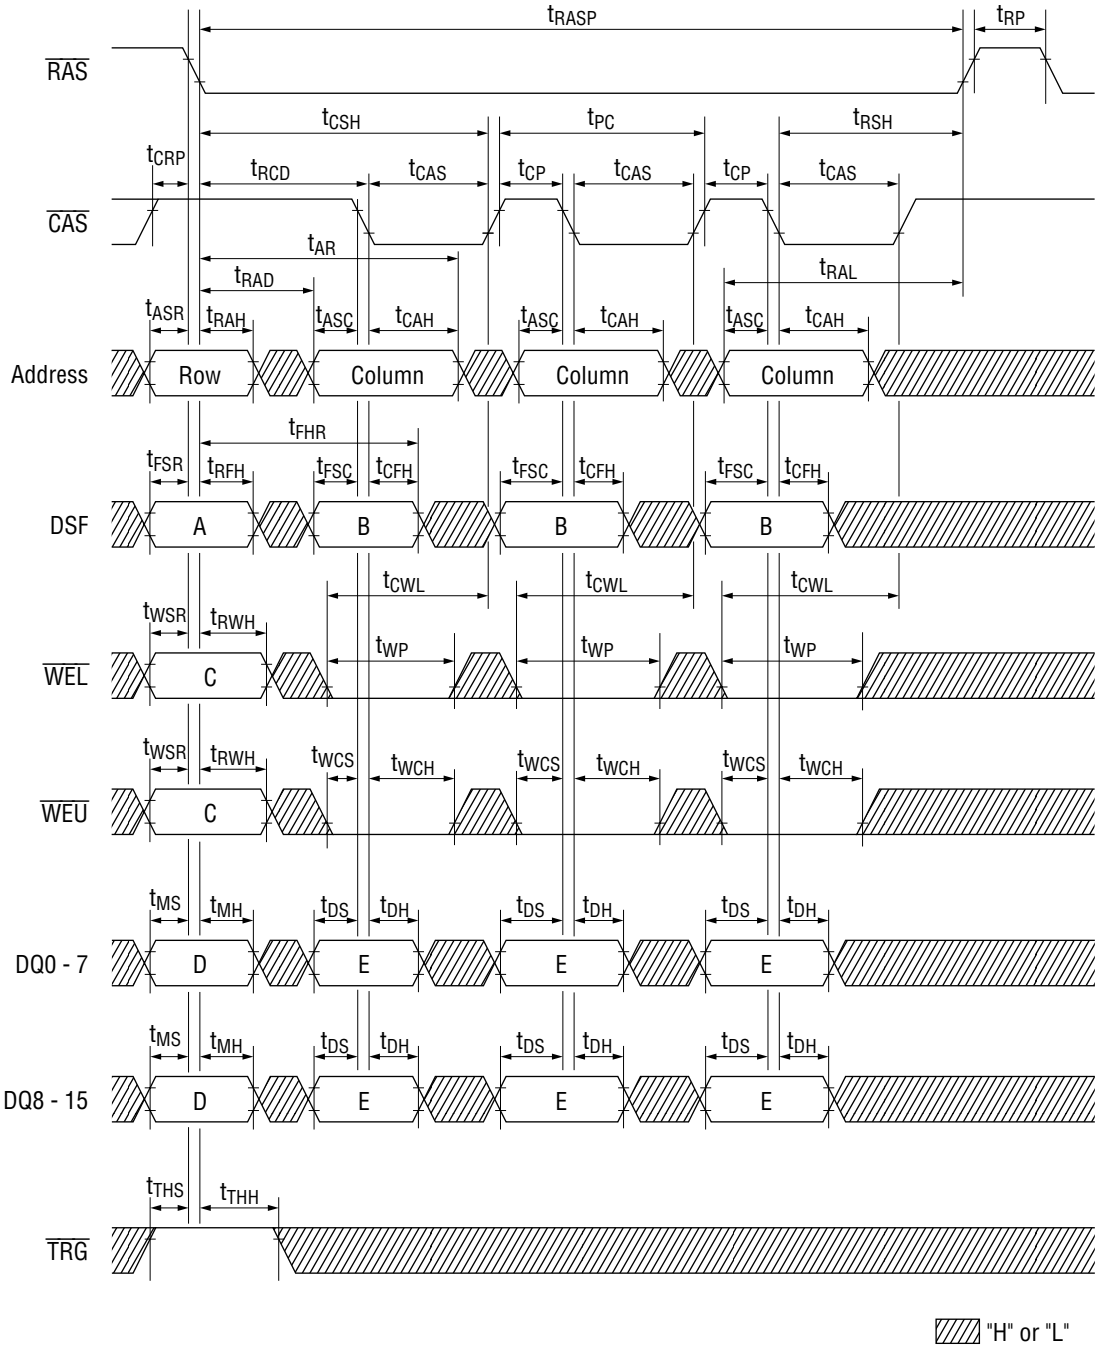 tRASP tRP
RAS
tCSH tPC tRSH
tCRP tRCD tCAS tCP tCAS tCP tCAS
CAS
tAR
tRAD tRAL
tASR tRAH tASC tCAH tASC tCAH tASC tCAH
Address Row Column Column Column
tFHR
tFSR tRFH tFSC tCFH tFSC tCFH tFSC tCFH
DSF A B B B
tCWL tCWL tCWL
tWSR tRWH tWP tWP tWP
WEL C
tWSR tRWH tWCS tWCH tWCS tWCH tWCS tWCH
WEU C
tMS tMH tDS tDH tDS tDH tDS tDH
DQ0 - 7 D E E E
tMS tMH tDS tDH tDS tDH tDS tDH
DQ8 - 15 D E E E
tTHS tTHH
TRG
"H" or "L"